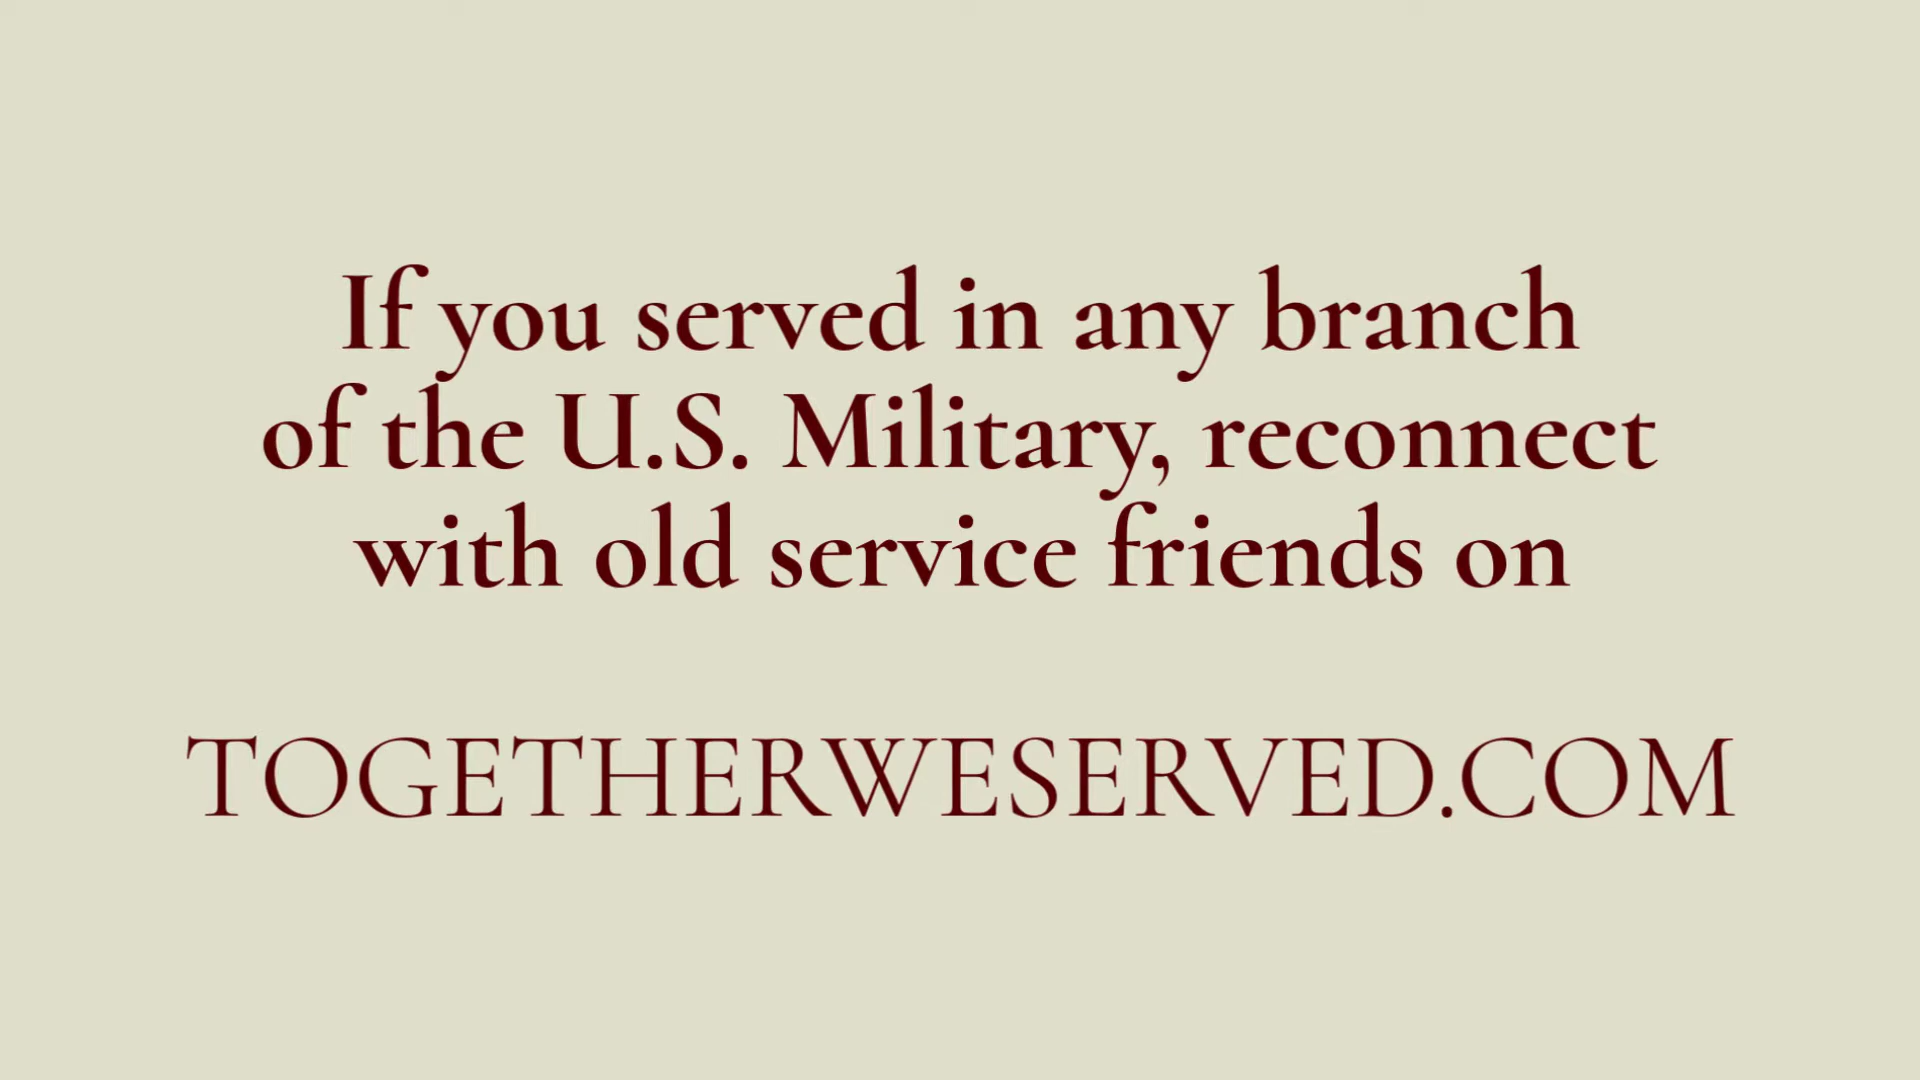 If you served in any branch
of the U.S. Military, reconnect
with old service friends on
TOGETHERWESERVED.COM